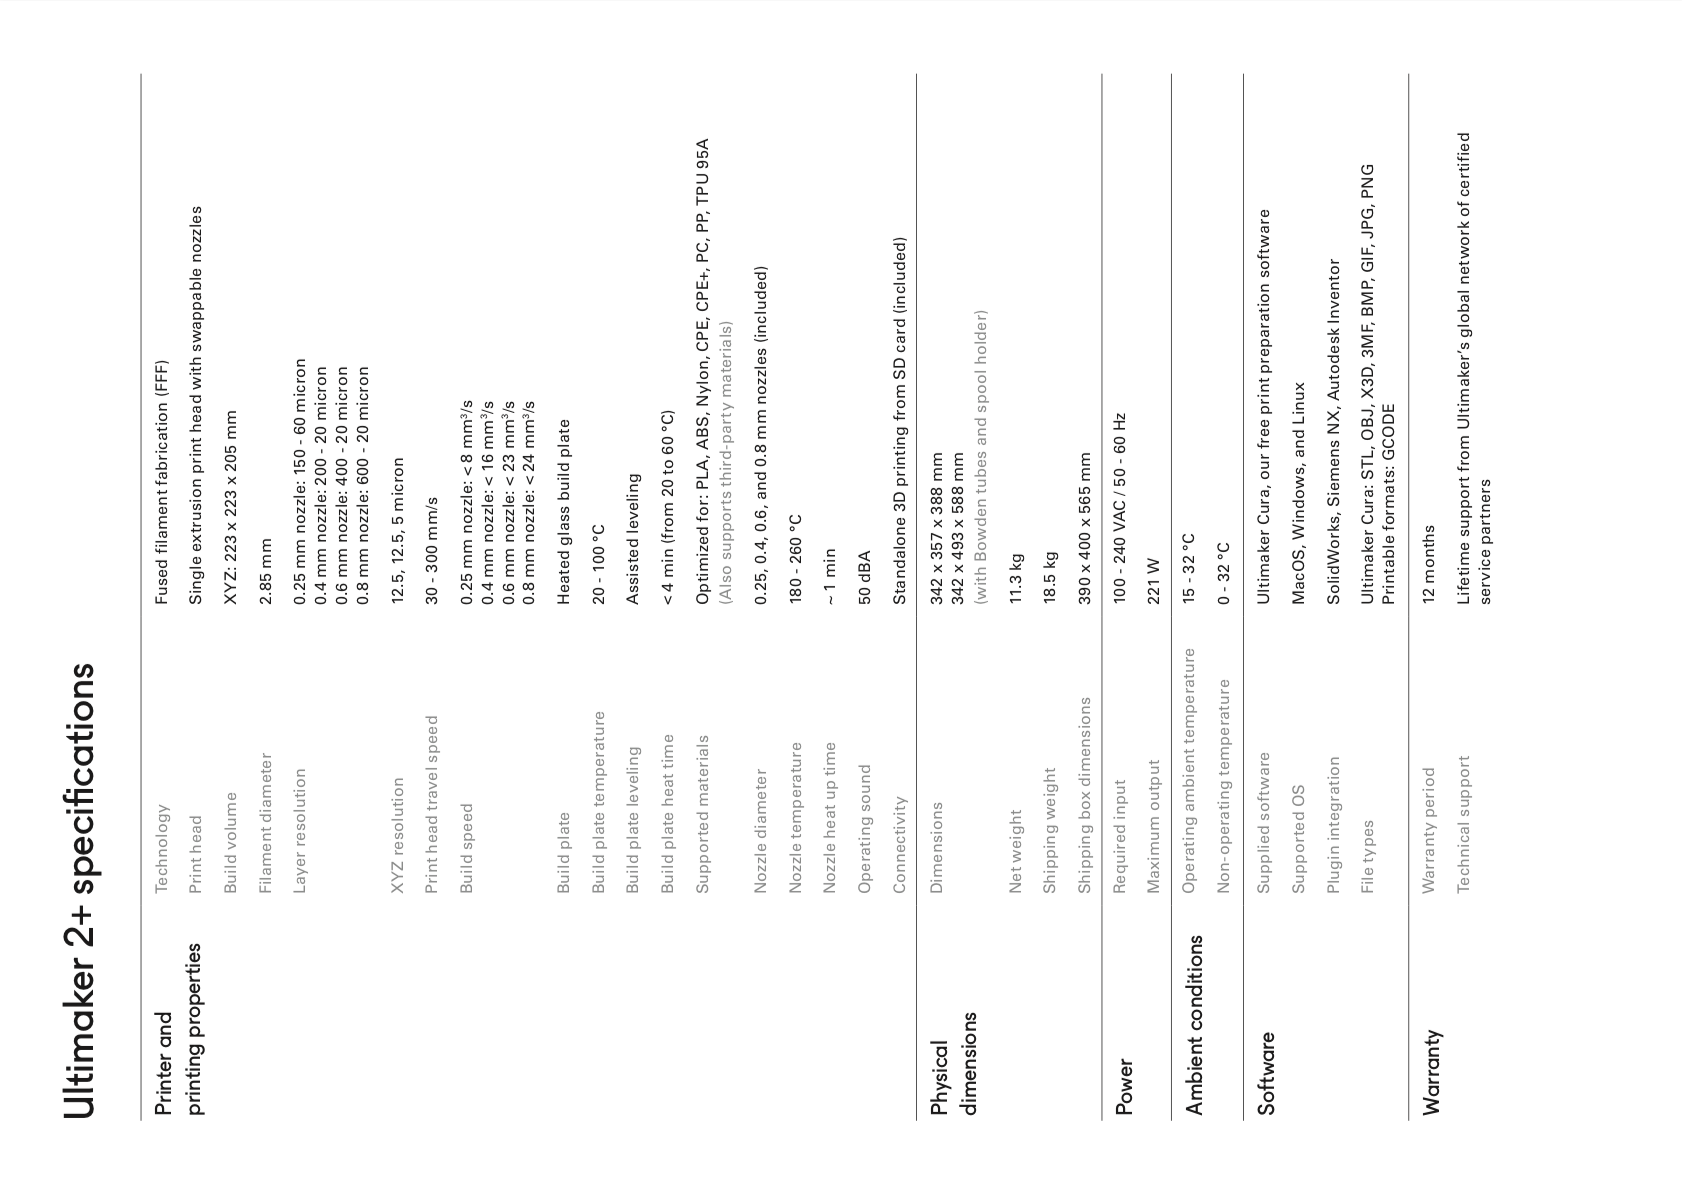 Ultimaker 2+ specifications
Printer and
printing properties
Technology Fused filament fabrication (FFF)
Print head Single extrusion print head with swappable nozzles
Build volume XYZ: 223 x 223 x 205 mm
Filament diameter 2.85 mm
Layer resolution 0.25 mm nozzle: 150 - 60 micron
0.4 mm nozzle: 200 - 20 micron
0.6 mm nozzle: 400 - 20 micron
0.8 mm nozzle: 600 - 20 micron
XYZ resolution 12.5, 12.5, 5 micron
Print head travel speed 30 - 300 mm/s
Build speed 0.25 mm nozzle: < 8 mm³/s
0.4 mm nozzle: < 16 mm³/s
0.6 mm nozzle: < 23 mm³/s
0.8 mm nozzle: < 24 mm³/s
Build plate Heated glass build plate
Build plate temperature 20 - 100 °C
Build plate leveling Assisted leveling
Build plate heat time < 4 min (from 20 to 60 °C)
Supported materials Optimized for: PLA, ABS, Nylon, CPE, CPE+, PC, PP, TPU 95A
(Also supports third-party materials)
Nozzle diameter 0.25, 0.4, 0.6, and 0.8 mm nozzles (included)
Nozzle temperature 180 - 260 °C
Nozzle heat up time ~ 1 min
Operating sound 50 dBA
Connectivity Standalone 3D printing from SD card (included)
Physical
dimensions
Dimensions 342 x 357 x 388 mm
342 x 493 x 588 mm
(with Bowden tubes and spool holder)
Net weight 11.3 kg
Shipping weight 18.5 kg
Shipping box dimensions 390 x 400 x 565 mm
Power
Required input 100 - 240 VAC / 50 - 60 Hz
Maximum output 221 W
Ambient conditions
Operating ambient temperature 15 - 32 °C
Non-operating temperature 0 - 32 °C
Software
Supplied software Ultimaker Cura, our free print preparation software
Supported OS MacOS, Windows, and Linux
Plugin integration SolidWorks, Siemens NX, Autodesk Inventor
File types Ultimaker Cura: STL, OBJ, X3D, 3MF, BMP, GIF, JPG, PNG
Printable formats: GCODE
Warranty
Warranty period 12 months
Technical support Lifetime support from Ultimaker’s global network of certified
service partners